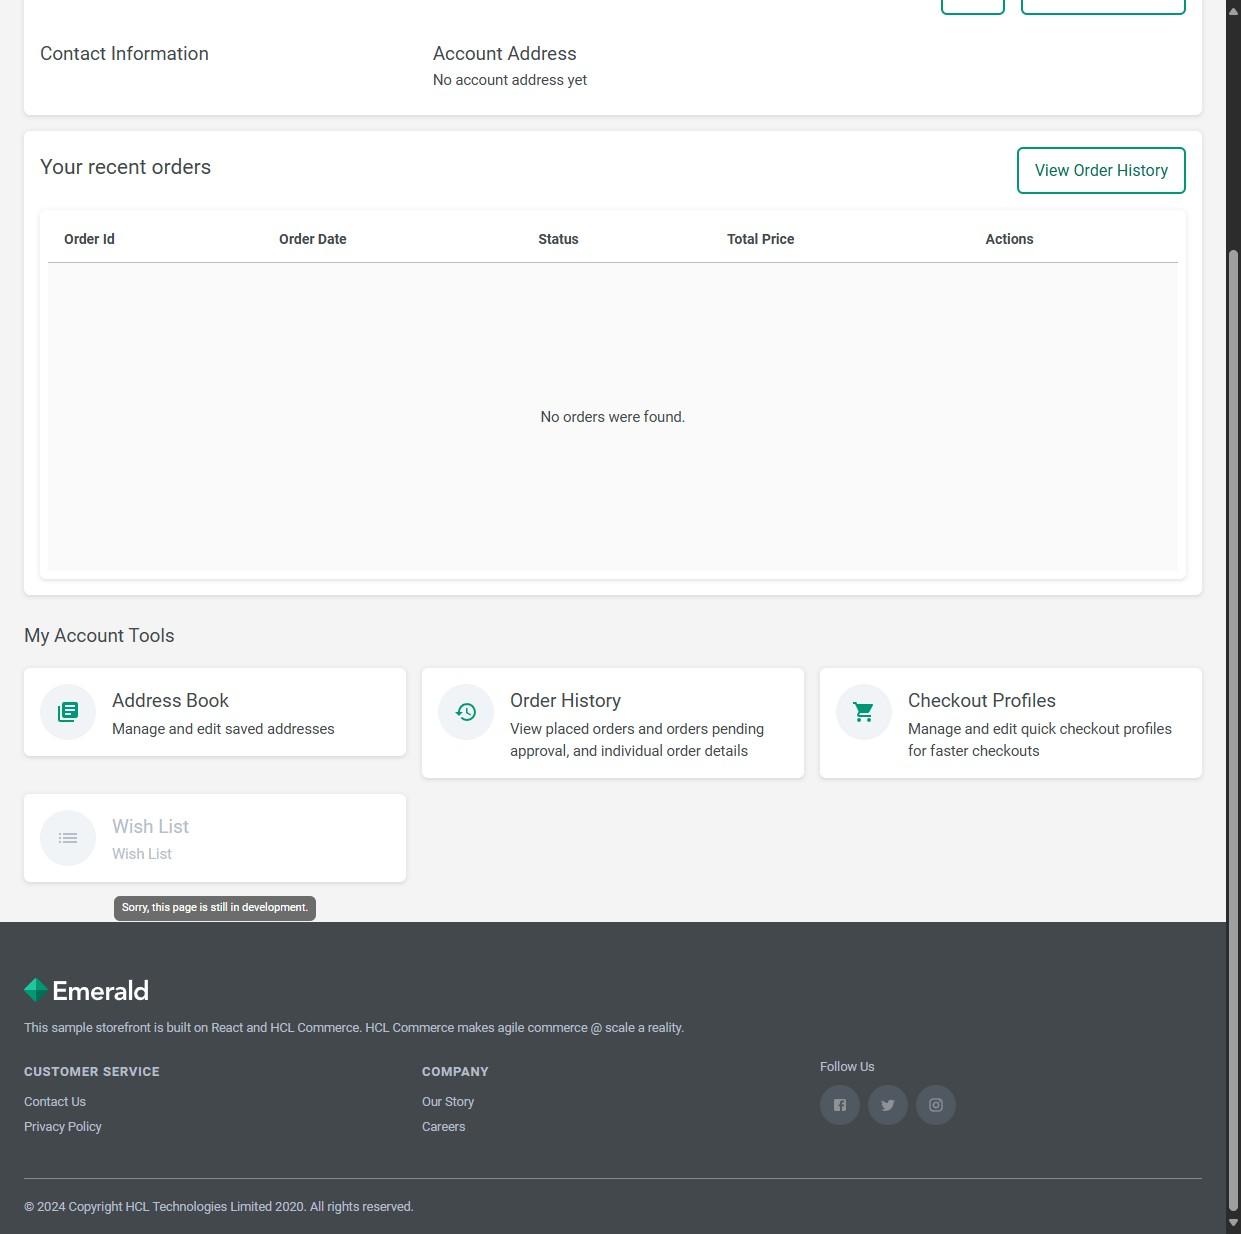 Contact Information
Account Address
No account address yet
Your recent orders
View Order History
Order Id
Order Date
Status
Total Price
Actions
No orders were found.
My Account Tools
Address Book
Manage and edit saved addresses
Order History
View placed orders and orders pending
approval, and individual order details
Checkout Profiles
Manage and edit quick checkout profiles
for faster checkouts
Wish List
Wish List
Sorry, this page is still in development.
Emerald
This sample storefront is built on React and HCL Commerce. HCL Commerce makes agile commerce @ scale a reality.
CUSTOMER SERVICE
Contact Us
Privacy Policy
COMPANY
Our Story
Careers
Follow Us
© 2024 Copyright HCL Technologies Limited 2020. All rights reserved.